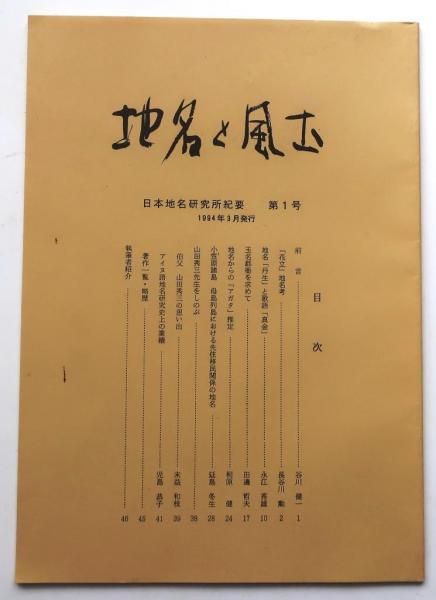 地名と風土
日本地名研究所紀要 第1号
1994年3月発行
目次
前言 谷川 健一 1
「花立」地名考 長谷川 勲 2
地名「丹生」と歌語「真金」 永江 秀雄 10
玉名郡衙を求めて 田邉 哲夫 17
地名からの「アガタ」推定 桐原 健 24
小笠原諸島 母島列島における先住移民関係の地名 延島 冬生 28
山田秀三先生をしのぶ 38
伯父 山田秀三の思い出 末益 和枝 39
アイヌ語地名研究史上の業績 児島 恭子 41
著作一覧・略歴 45
執筆者紹介 46